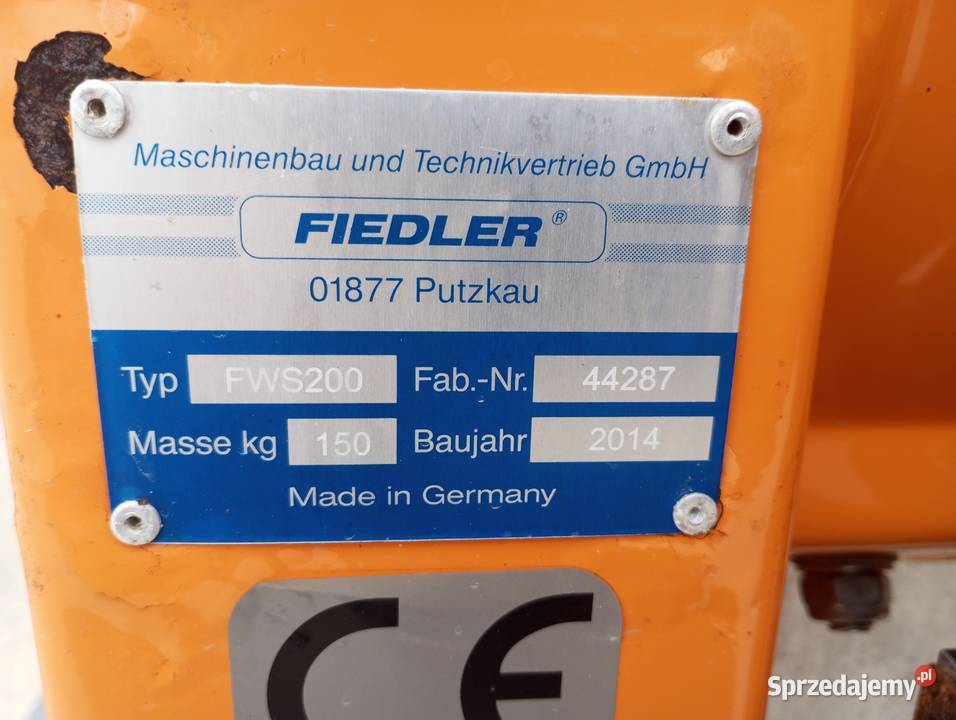 Maschinenbau und Technikvertrieb GmbH
FIEDLER®
01877 Putzkau
Typ FWS200 Fab.-Nr. 44287
Masse kg 150 Baujahr 2014
Made in Germany
CE
Sprzedajemy.pl